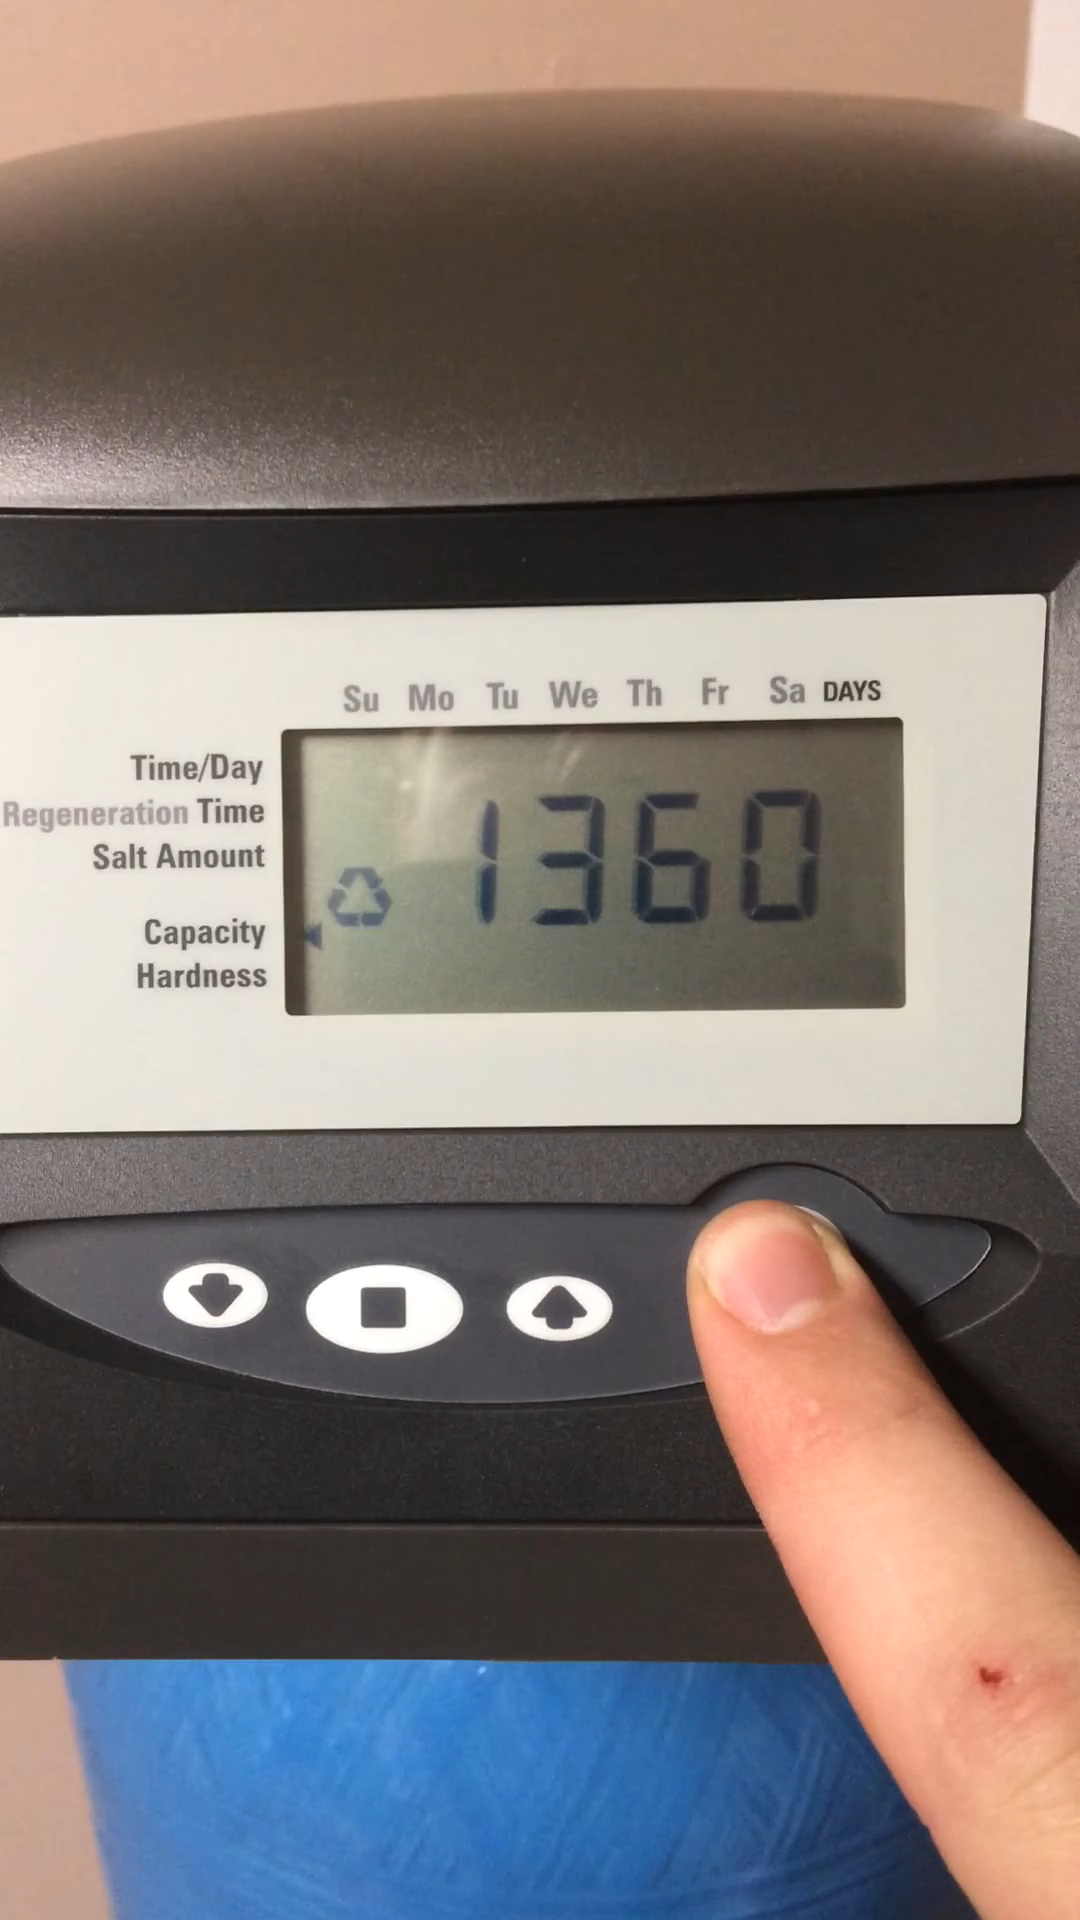 Su Mo Tu We Th Fr Sa DAYS
Time/Day
Regeneration Time
Salt Amount
1360
Capacity
Hardness